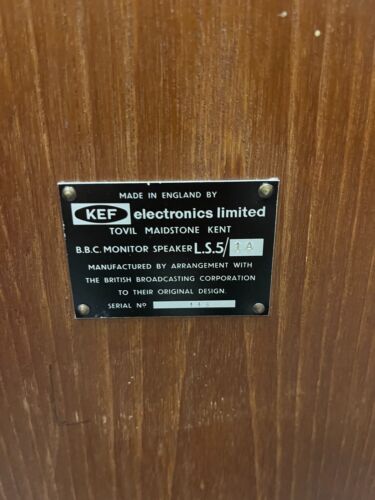 MADE IN ENGLAND BY
KEF electronics limited
TOVIL MAIDSTONE KENT
B.B.C. MONITOR SPEAKER L.S.5/1A
MANUFACTURED BY ARRANGEMENT WITH
THE BRITISH BROADCASTING CORPORATION
TO THEIR ORIGINAL DESIGN.
SERIAL Nº